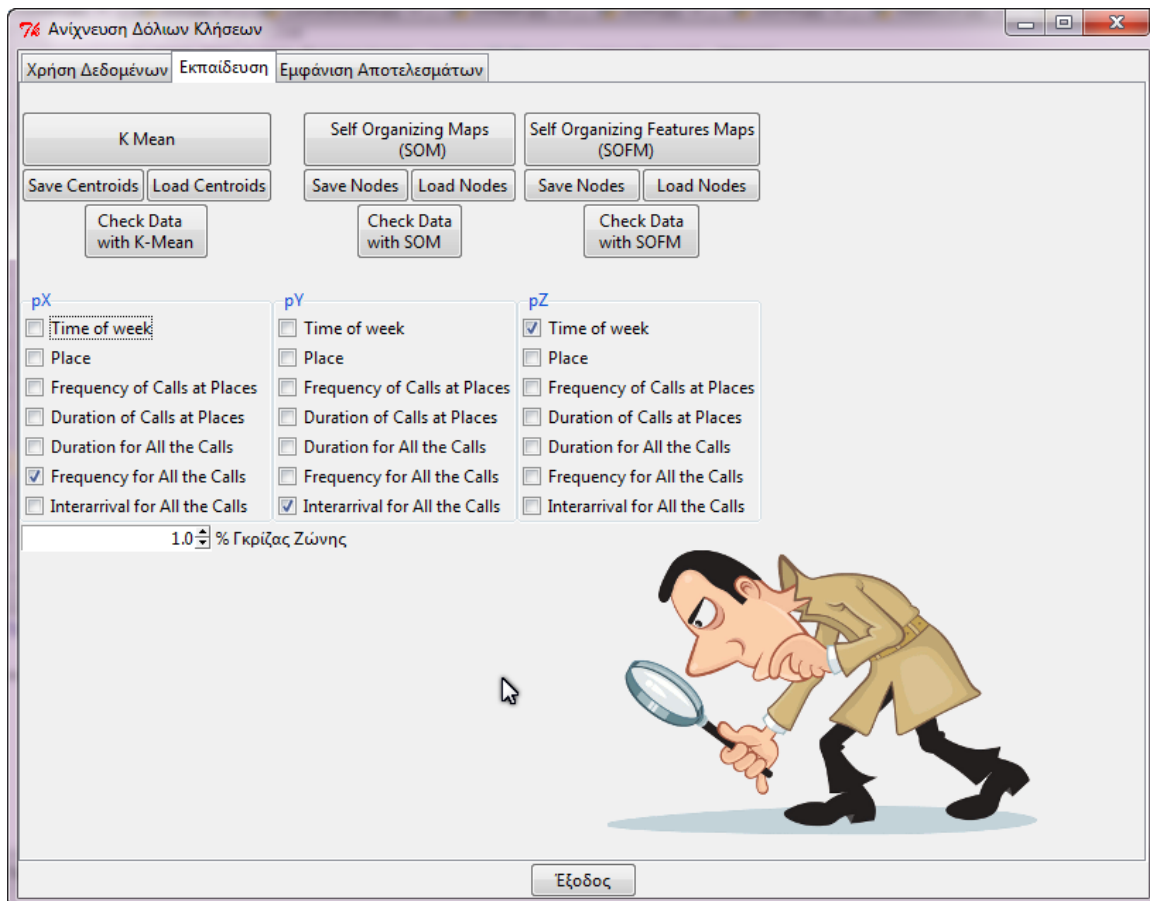 Ανίχνευση Δόλιων Κλήσεων
Χρήση Δεδομένων Εκπαίδευση Εμφάνιση Αποτελεσμάτων
K Mean
Self Organizing Maps
(SOM)
Self Organizing Features Maps
(SOFM)
Save Centroids Load Centroids Save Nodes Load Nodes Save Nodes Load Nodes
Check Data
with K-Mean
Check Data
with SOM
Check Data
with SOFM
pX
Time of week
Place
Frequency of Calls at Places
Duration of Calls at Places
Duration for All the Calls
Frequency for All the Calls
Interarrival for All the Calls
pY
Time of week
Place
Frequency of Calls at Places
Duration of Calls at Places
Duration for All the Calls
Frequency for All the Calls
Interarrival for All the Calls
pZ
Time of week
Place
Frequency of Calls at Places
Duration of Calls at Places
Duration for All the Calls
Frequency for All the Calls
Interarrival for All the Calls
1.0 % Γκρίζας Ζώνης
Έξοδος